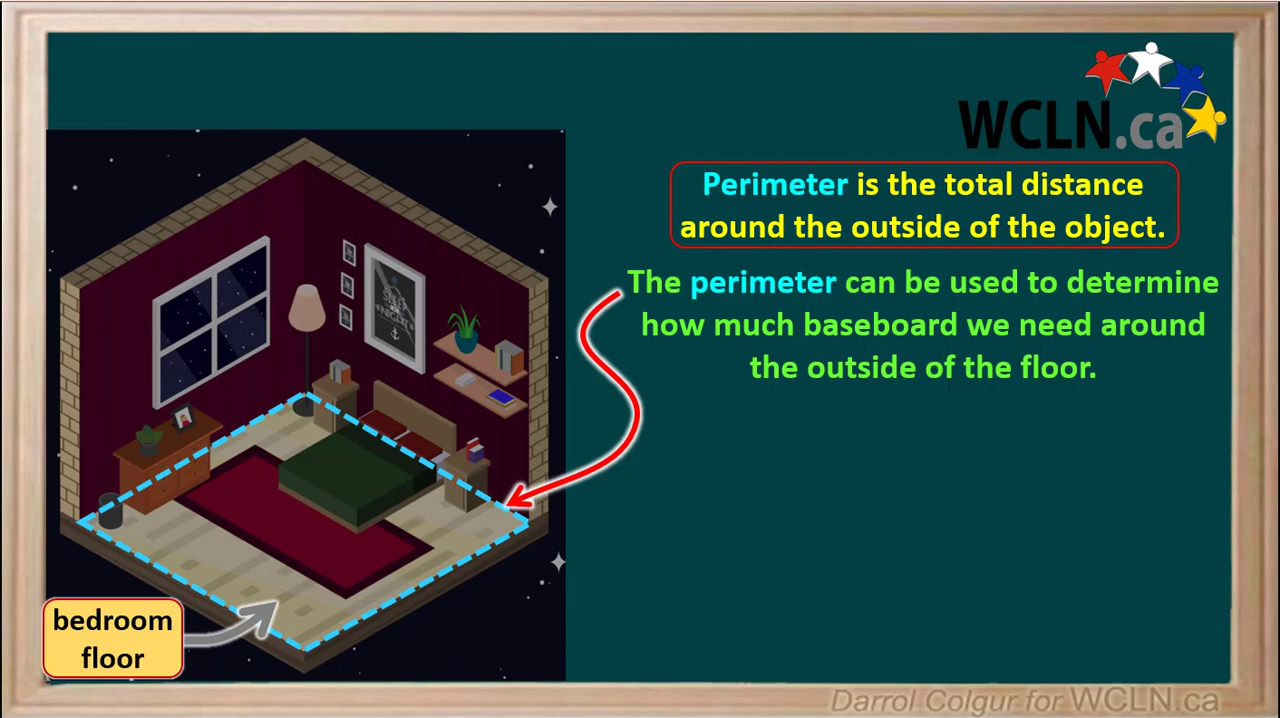 WCLN.ca
Perimeter is the total distance
around the outside of the object.
The perimeter can be used to determine
how much baseboard we need around
the outside of the floor.
bedroom
floor
Darrol Colgur for WCLN.ca